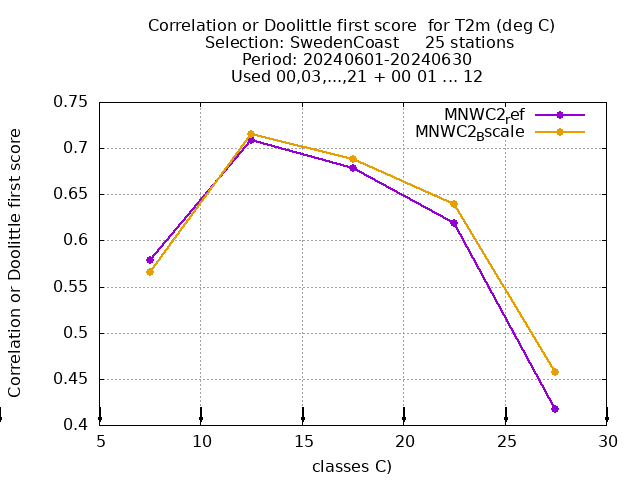 Correlation or Doolittle first score  for T2m (deg C)
Selection: SwedenCoast     25 stations
Period: 20240601-20240630
Used 00,03,...,21 + 00 01 ... 12
MNWC2ref
MNWC2Bscale
Correlation or Doolittle first score
0.75
0.7
0.65
0.6
0.55
0.5
0.45
0.4
5 10 15 20 25 30
classes C)